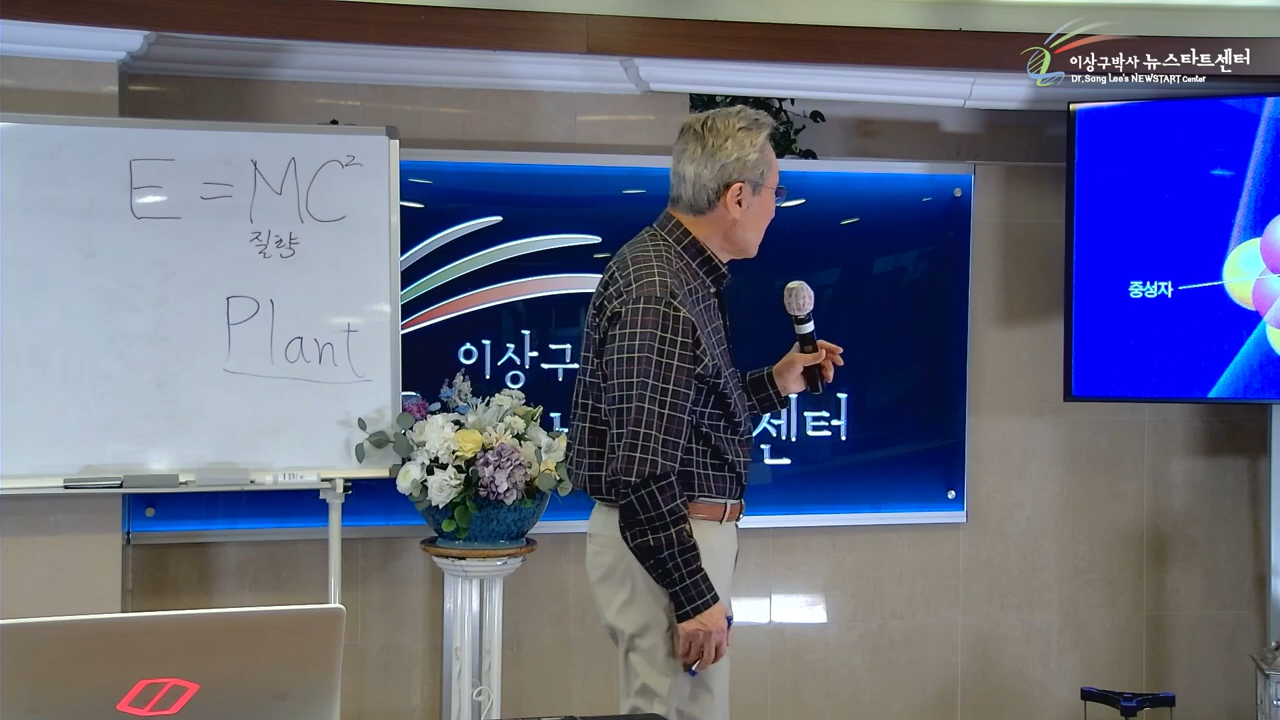 이상구박사 뉴스타트센터
Dr. Sang Lee's NEWSTART Center
E = MC²
질량
Plant
이상구
센터
중성자